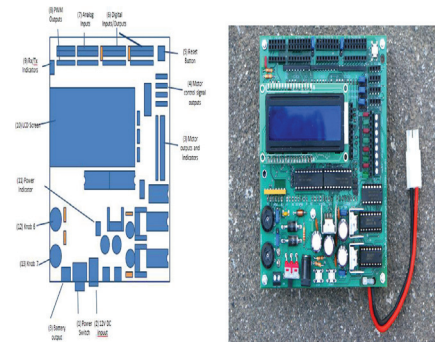 (8) PWM
Outputs
(7) Analog
Inputs
(6) Digital
Inputs/Outputs
(5) Reset
Button
(9) Rx/Tx
Indicators
(4) Motor
control signal
outputs
(10) LCD Screen
(3) Motor
outputs and
Indicators
(11) Power
Indicator
(12) Knob 6
(13) Knob 7
(5) Battery
output
(1) Power
Switch
(2) 12V DC
Input